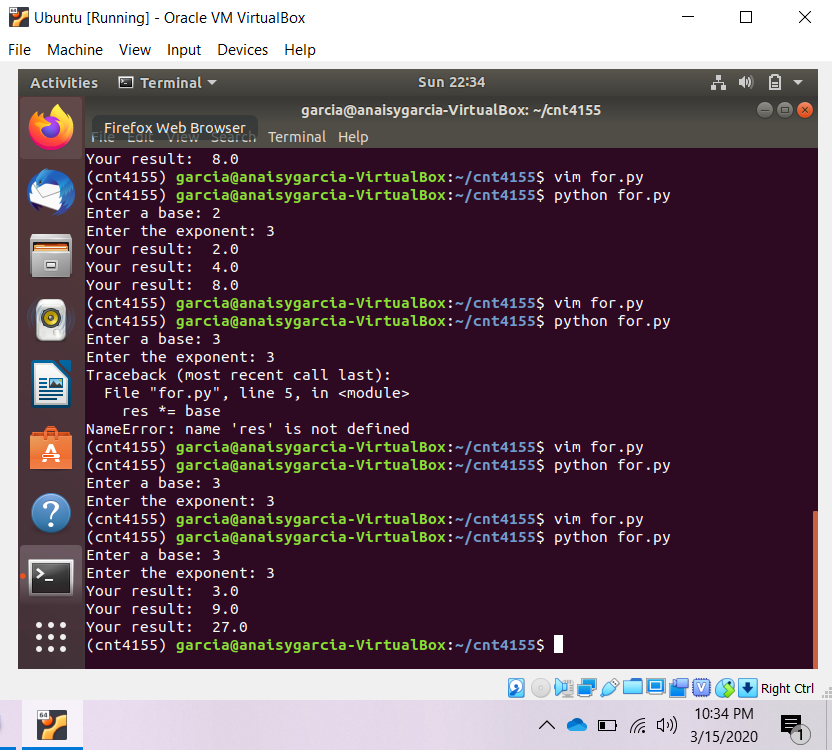 Ubuntu [Running] - Oracle VM VirtualBox
File Machine View Input Devices Help
Activities Terminal Sun 22:34
garcia@anaisygarcia-VirtualBox: ~/cnt4155
Firefox Web Browser
File Edit View Search Terminal Help
Your result:  8.0
(cnt4155) garcia@anaisygarcia-VirtualBox:~/cnt4155$ vim for.py
(cnt4155) garcia@anaisygarcia-VirtualBox:~/cnt4155$ python for.py
Enter a base: 2
Enter the exponent: 3
Your result:  2.0
Your result:  4.0
Your result:  8.0
(cnt4155) garcia@anaisygarcia-VirtualBox:~/cnt4155$ vim for.py
(cnt4155) garcia@anaisygarcia-VirtualBox:~/cnt4155$ python for.py
Enter a base: 3
Enter the exponent: 3
Traceback (most recent call last):
  File "for.py", line 5, in <module>
    res *= base
NameError: name 'res' is not defined
(cnt4155) garcia@anaisygarcia-VirtualBox:~/cnt4155$ vim for.py
(cnt4155) garcia@anaisygarcia-VirtualBox:~/cnt4155$ python for.py
Enter a base: 3
Enter the exponent: 3
(cnt4155) garcia@anaisygarcia-VirtualBox:~/cnt4155$ vim for.py
(cnt4155) garcia@anaisygarcia-VirtualBox:~/cnt4155$ python for.py
Enter a base: 3
Enter the exponent: 3
Your result:  3.0
Your result:  9.0
Your result:  27.0
(cnt4155) garcia@anaisygarcia-VirtualBox:~/cnt4155$
Right Ctrl
64
10:34 PM
3/15/2020
1